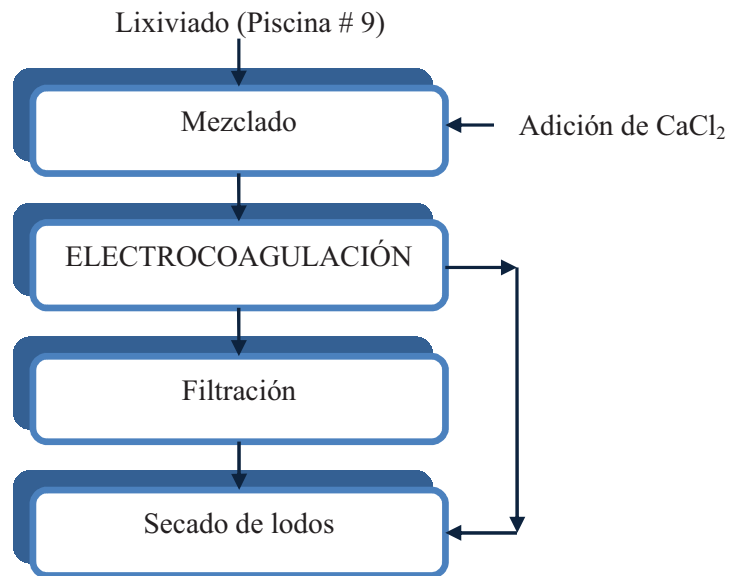 Lixiviado (Piscina # 9)
Mezclado
Adición de CaCl₂
ELECTROCOAGULACIÓN
Filtración
Secado de lodos